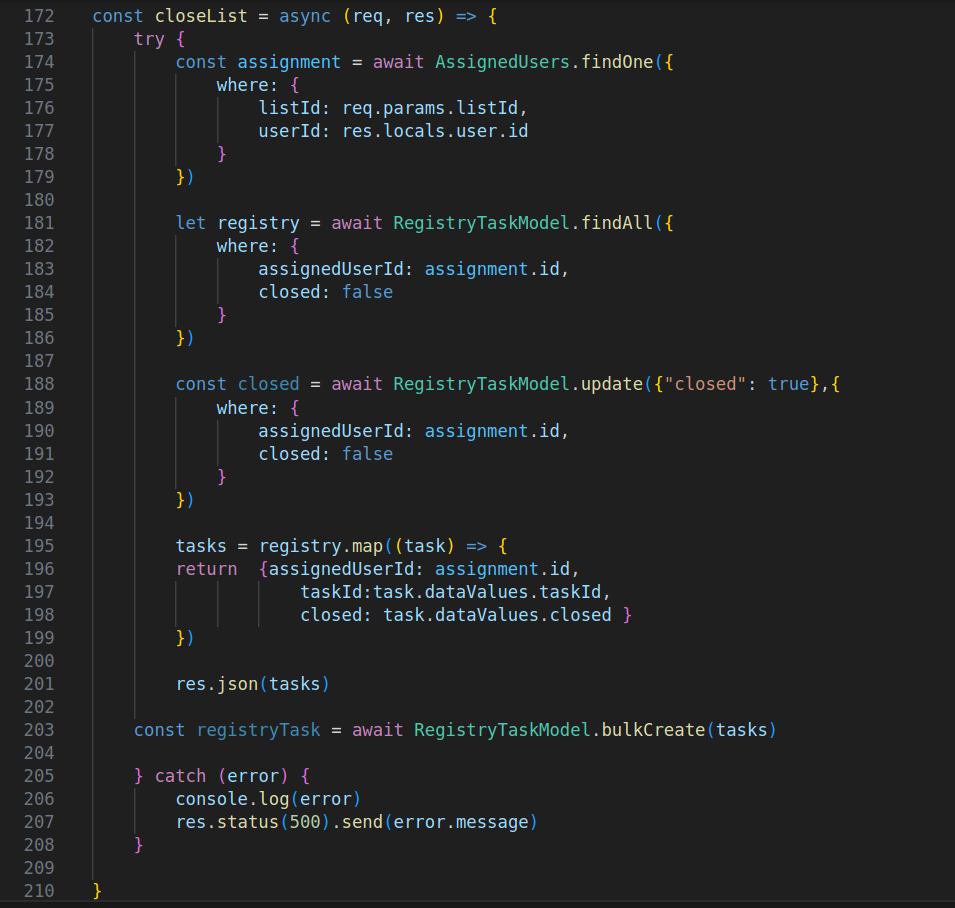 172 const closeList = async (req, res) => {
173 try {
174 const assignment = await AssignedUsers.findOne({
175 where: {
176 listId: req.params.listId,
177 userId: res.locals.user.id
178 }
179 })
180
181 let registry = await RegistryTaskModel.findAll({
182 where: {
183 assignedUserId: assignment.id,
184 closed: false
185 }
186 })
187
188 const closed = await RegistryTaskModel.update({"closed": true},{
189 where: {
190 assignedUserId: assignment.id,
191 closed: false
192 }
193 })
194
195 tasks = registry.map((task) => {
196 return  {assignedUserId: assignment.id,
197 taskId:task.dataValues.taskId,
198 closed: task.dataValues.closed }
199 })
200
201 res.json(tasks)
202
203 const registryTask = await RegistryTaskModel.bulkCreate(tasks)
204
205 } catch (error) {
206 console.log(error)
207 res.status(500).send(error.message)
208 }
209
210 }